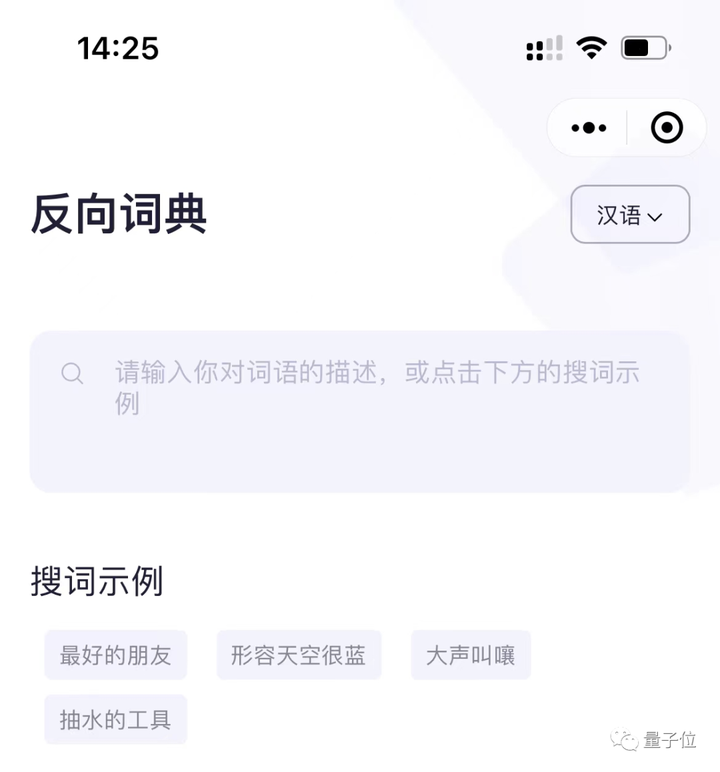 14:25
反向词典
汉语
请输入你对词语的描述，或点击下方的搜词示
例
搜词示例
最好的朋友
形容天空很蓝
大声叫嚷
抽水的工具
量子位